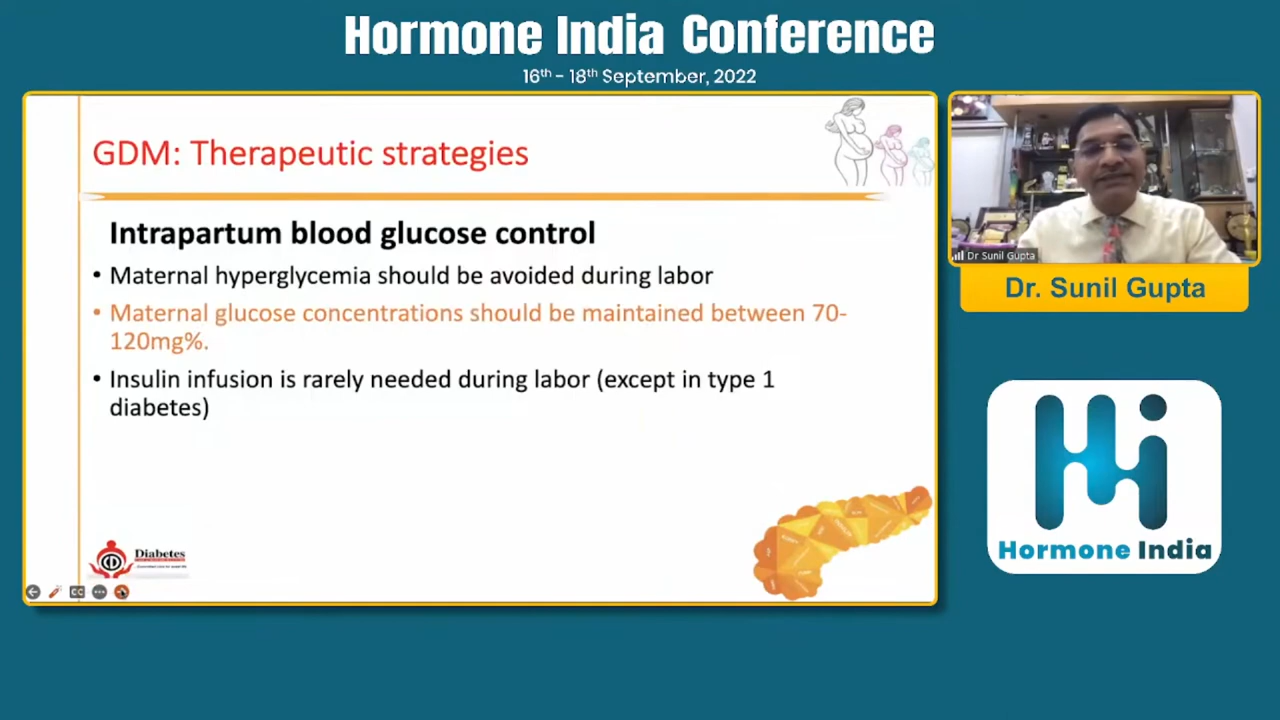 Hormone India Conference
16th - 18th September, 2022
GDM: Therapeutic strategies
Intrapartum blood glucose control
• Maternal hyperglycemia should be avoided during labor
• Maternal glucose concentrations should be maintained between 70-
120mg%.
• Insulin infusion is rarely needed during labor (except in type 1
diabetes)
Diabetes
CC
Dr Sunil Gupta
Dr. Sunil Gupta
Hi
Hormone India